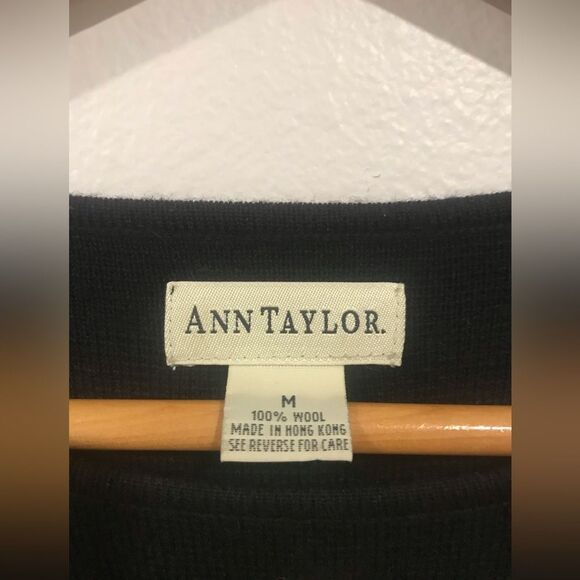 ANN TAYLOR.
M
100% WOOL
MADE IN HONG KONG
SEE REVERSE FOR CARE